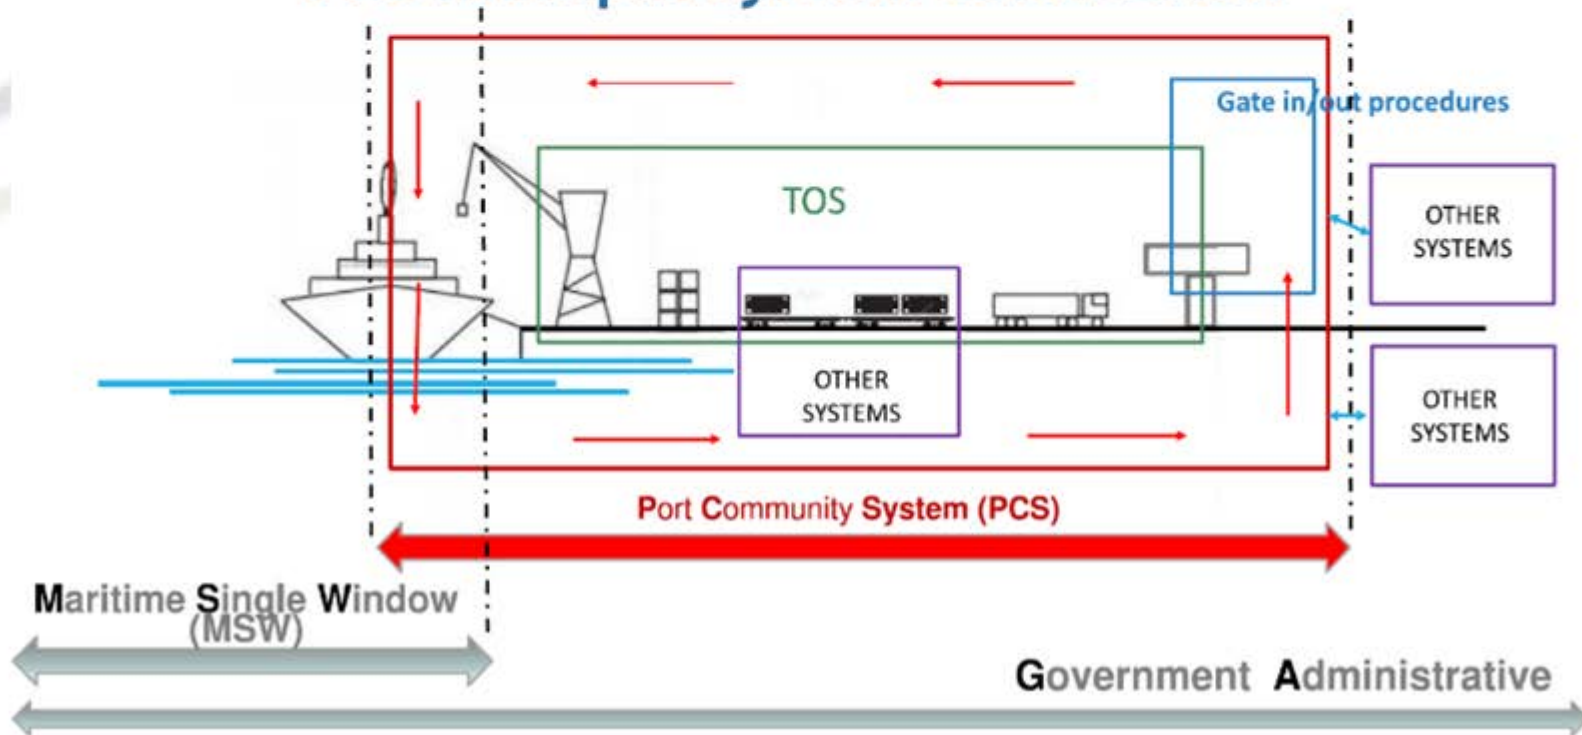 Gate in/out procedures
TOS
OTHER
SYSTEMS
OTHER
SYSTEMS
OTHER
SYSTEMS
Port Community System (PCS)
Maritime Single Window
(MSW)
Government Administrative